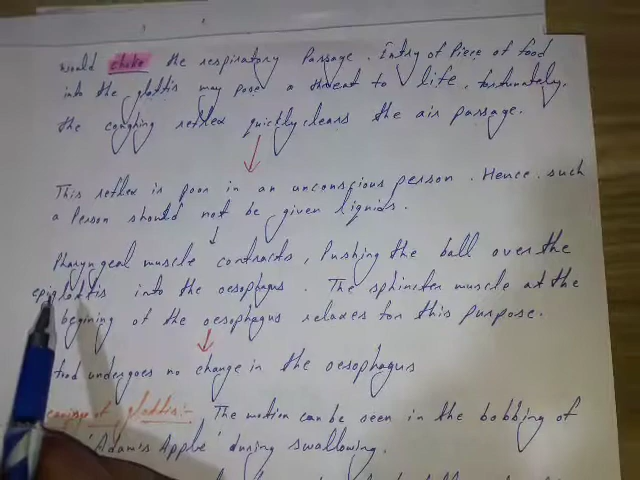 would choke the respiratory Passage. Entry of Piece of food
into the glottis may pose a threat to life. fortunately,
the coughing reflex quickly clears the air passage.
This reflex is poor in an unconscious person. Hence such
a Person should not be given liquids.
Pharyngeal muscle contracts, Pushing the ball over the
epiglottis into the oesophagus. The sphincter muscle at the
begining of the oesophagus relaxes for this purpose.
food undergoes no change in the oesophagus
of glottis:- The motion can be seen in the bobbing of
'Adames Apple' during swallowing.